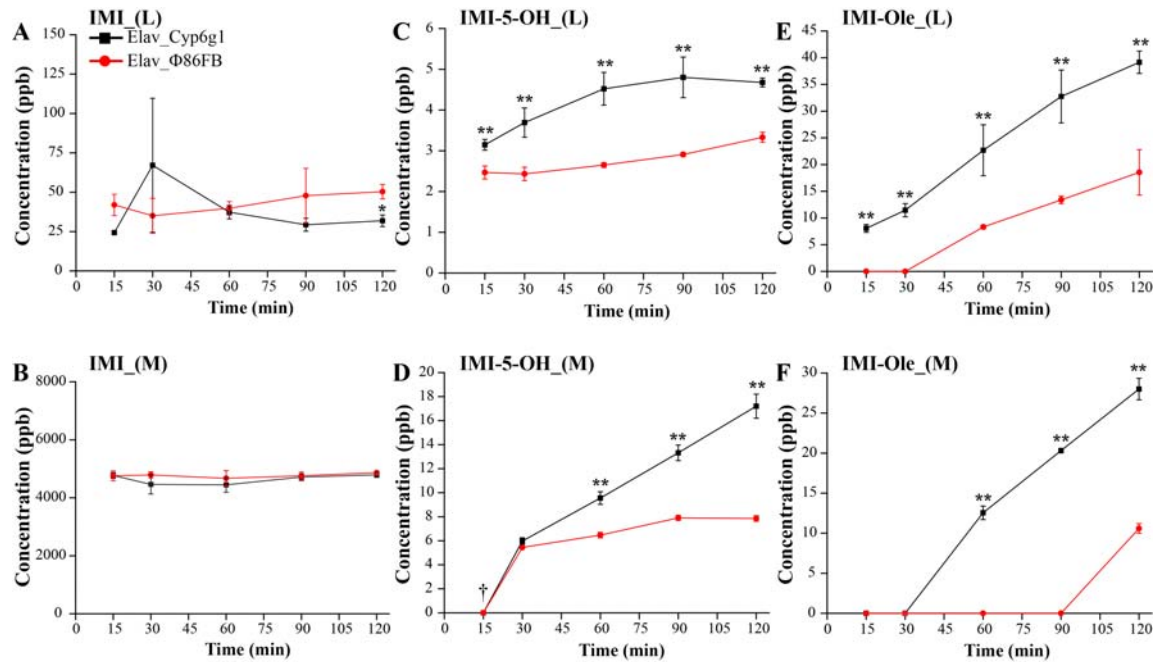 A
IMI_(L)
Elav_Cyp6g1
Elav_Φ86FB
Concentration (ppb)
150
125
100
75
50
25
0
*
0 15 30 45 60 75 90 105 120
Time (min)
C
IMI-5-OH_(L)
Concentration (ppb)
6
5
4
3
2
1
0
** ** ** ** **
0 15 30 45 60 75 90 105 120
Time (min)
E
IMI-Ole_(L)
Concentration (ppb)
45
40
35
30
25
20
15
10
5
0
** ** ** ** **
0 15 30 45 60 75 90 105 120
Time (min)
B
IMI_(M)
Concentration (ppb)
8000
6000
4000
2000
0
0 15 30 45 60 75 90 105 120
Time (min)
D
IMI-5-OH_(M)
Concentration (ppb)
20
18
16
14
12
10
8
6
4
2
0
† ** ** **
0 15 30 45 60 75 90 105 120
Time (min)
F
IMI-Ole_(M)
Concentration (ppb)
30
25
20
15
10
5
0
** ** **
0 15 30 45 60 75 90 105 120
Time (min)